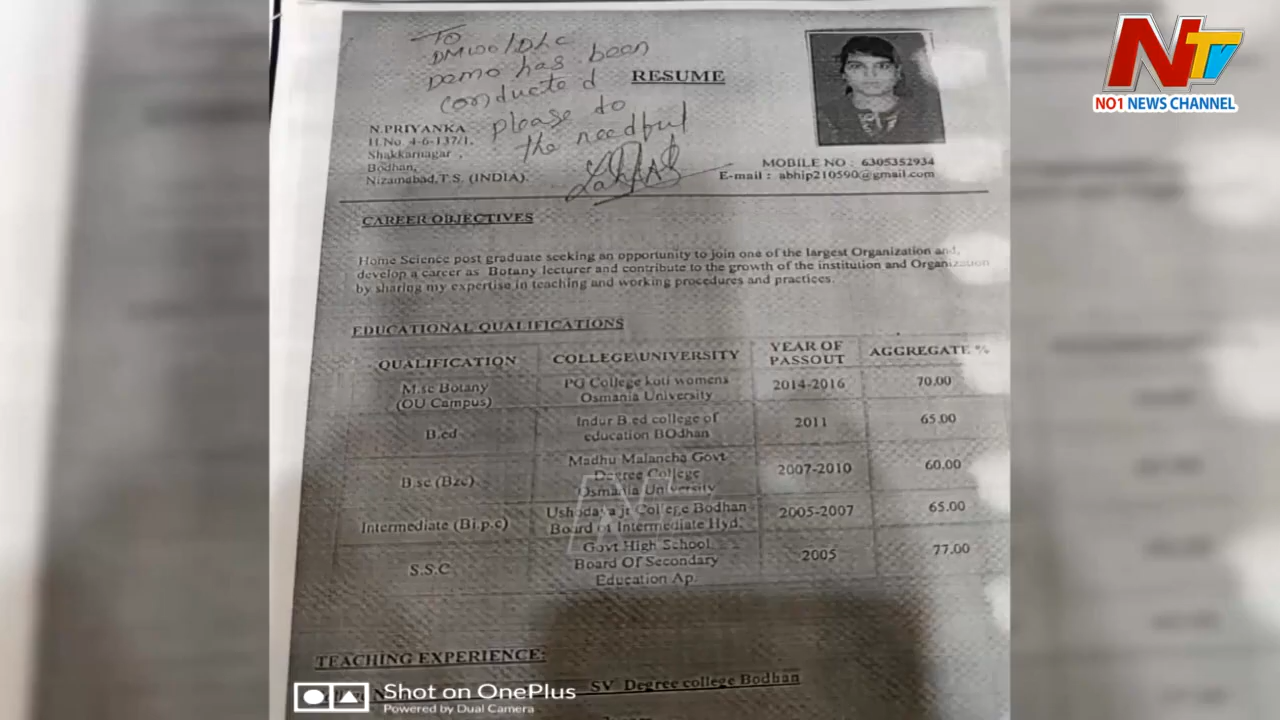 To
DMWO/DLC
Demo has been
conducted
please do
the needful
RESUME
N.PRIYANKA
H.No. 4-6-137/1,
Shakkarnagar ,
Bodhan,
Nizamabad,T.S. (INDIA).
MOBILE NO : 6305352934
E-mail : abhip210590@gmail.com
CAREER OBJECTIVES
Home Science post graduate seeking an opportunity to join one of the largest Organization and,
develop a career as Botany lecturer and contribute to the growth of the institution and Organization
by sharing my expertise in teaching and working procedures and practices.
EDUCATIONAL QUALIFICATIONS
QUALIFICATION COLLEGE\UNIVERSITY YEAR OF PASSOUT AGGREGATE %
M.sc Botany (OU Campus) PG College koti womens Osmania University 2014-2016 70.00
B.ed Indur B.ed college of education BOdhan 2011 65.00
B.sc (Bzc) Madhu Malancha Govt Degree College Osmania University 2007-2010 60.00
Intermediate (Bi.p.c) Ushodaya jr College Bodhan Board of Intermediate Hyd. 2005-2007 65.00
S.S.C Govt High School Board Of Secondary Education Ap. 2005 77.00
TEACHING EXPERIENCE:
SV Degree college Bodhan
Shot on OnePlus
Powered by Dual Camera
NTV
NO1 NEWS CHANNEL